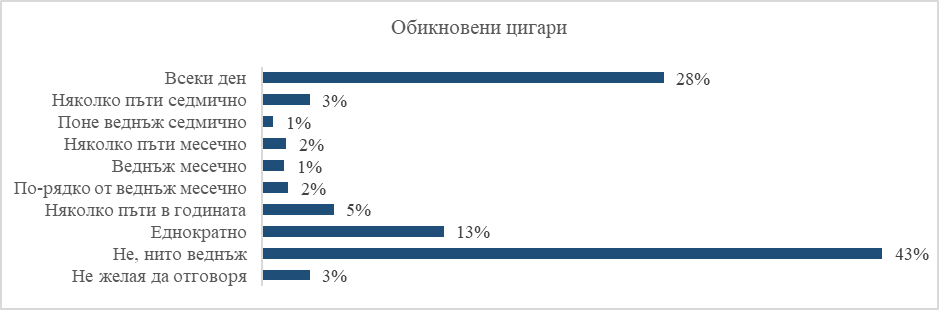 Обикновени цигари
Всеки ден 28%
Няколко пъти седмично 3%
Поне веднъж седмично 1%
Няколко пъти месечно 2%
Веднъж месечно 1%
По-рядко от веднъж месечно 2%
Няколко пъти в годината 5%
Еднократно 13%
Не, нито веднъж 43%
Не желая да отговоря 3%